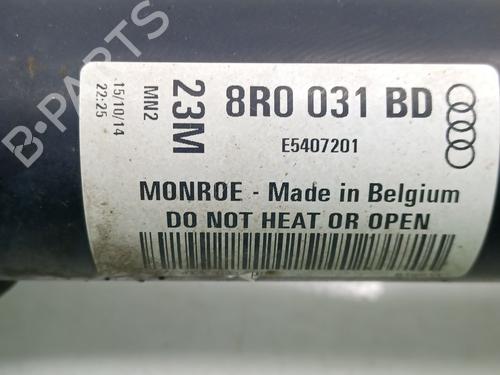 B-PARTS
15/10/14
22:25
MN2
23M
8R0 031 BD
E5407201
MONROE - Made in Belgium
DO NOT HEAT OR OPEN